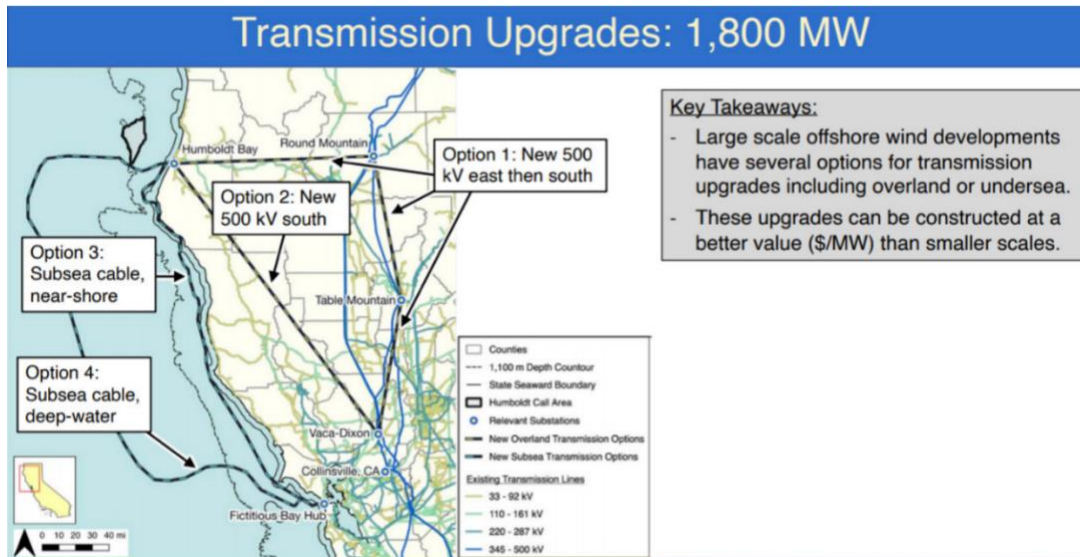 Transmission Upgrades: 1,800 MW
Humboldt Bay
Round Mountain
Option 1: New 500
kV east then south
Option 2: New
500 kV south
Option 3:
Subsea cable,
near-shore
Table Mountain
Option 4:
Subsea cable,
deep-water
Vaca-Dixon
Collinsville, CA
Fictitious Bay Hub
0 10 20 30 40 mi
Counties
1,100 m Depth Countour
State Seaward Boundary
Humboldt Call Area
Relevant Substations
New Overland Transmission Options
New Subsea Transmission Options
Existing Transmission Lines
33 - 92 kV
110 - 161 kV
220 - 287 kV
345 - 500 kV
Key Takeaways:
- Large scale offshore wind developments
have several options for transmission
upgrades including overland or undersea.
- These upgrades can be constructed at a
better value ($/MW) than smaller scales.